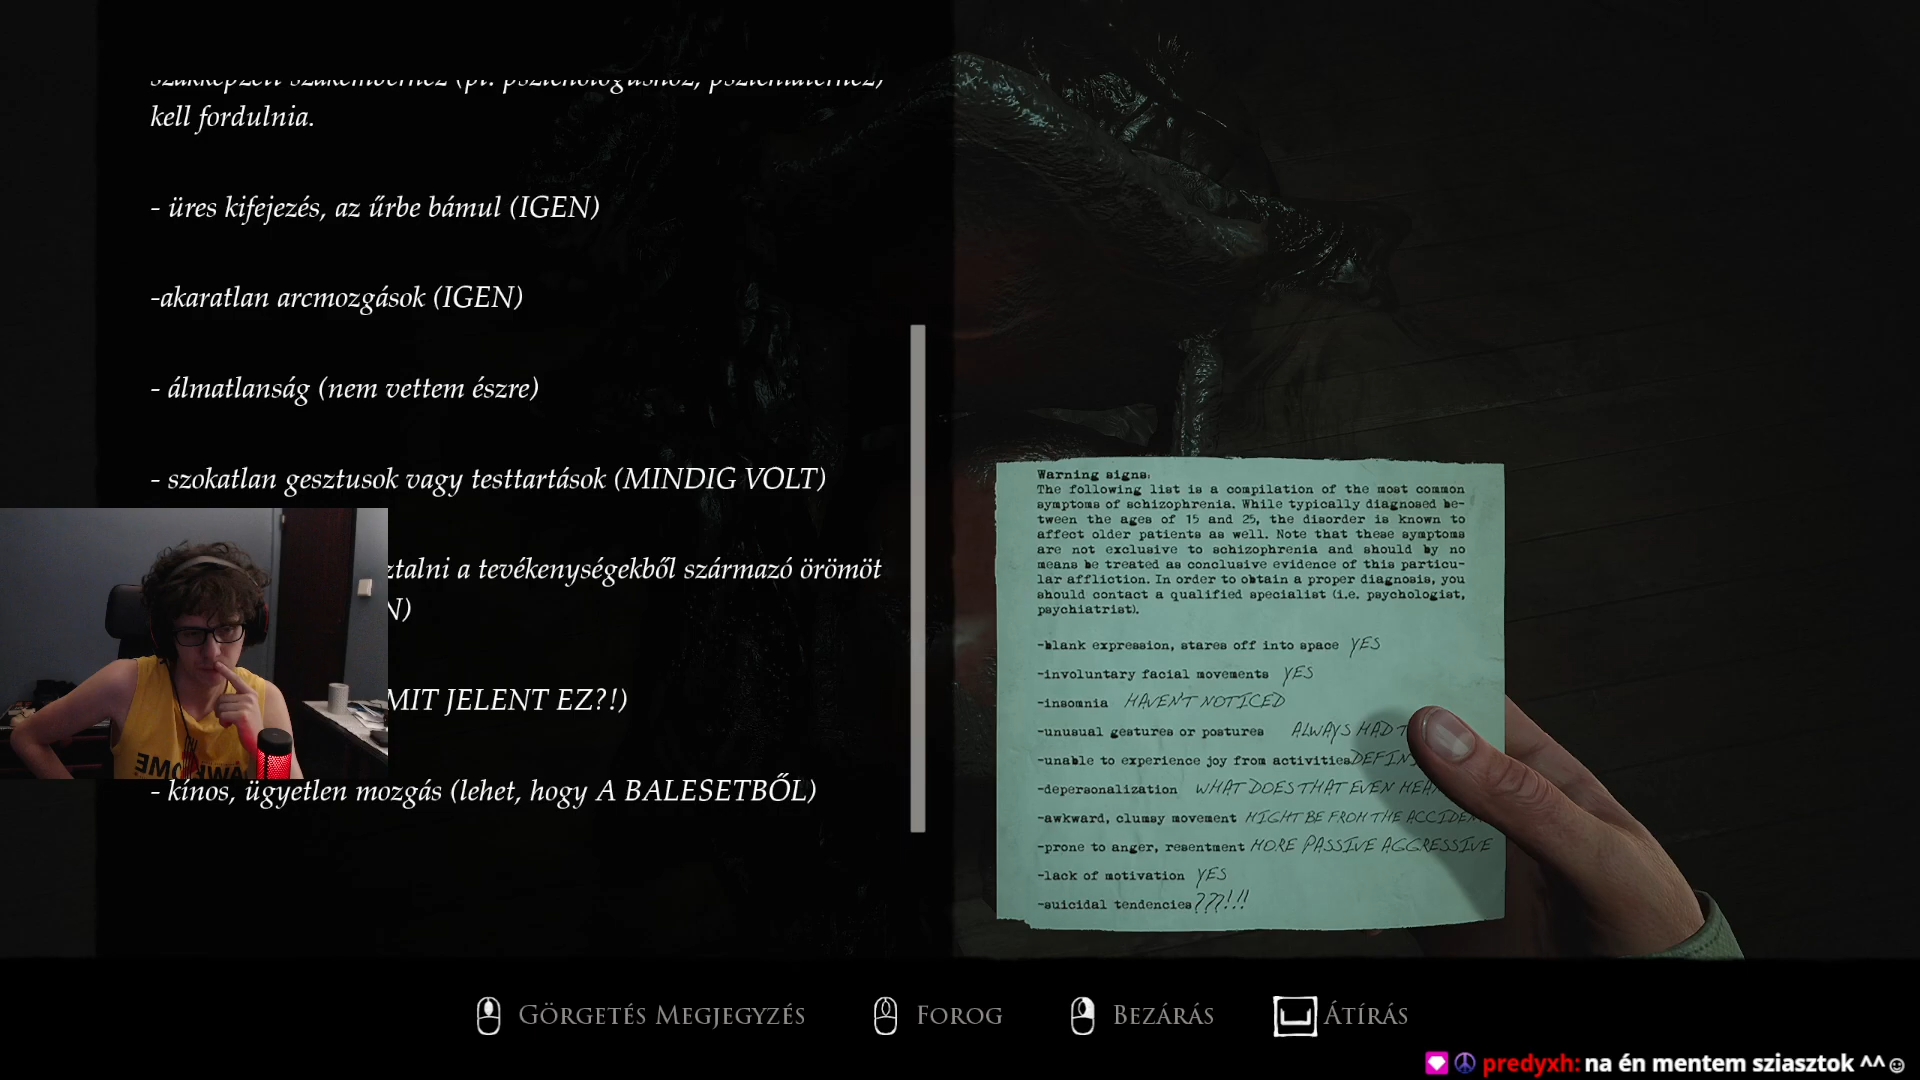 kell fordulnia.
- üres kifejezés, az űrbe bámul (IGEN)
-akaratlan arcmozgások (IGEN)
- álmatlanság (nem vettem észre)
- szokatlan gesztusok vagy testtartások (MINDIG VOLT)
a tevékenységekből származó örömöt
MIT JELENT EZ?!)
- kínos, ügyetlen mozgás (lehet, hogy A BALESETBŐL)
Warning signs:
The following list is a compilation of the most common
symptoms of schizophrenia. While typically diagnosed be-
tween the ages of 15 and 25, the disorder is known to
affect older patients as well. Note that these symptoms
are not exclusive to schizophrenia and should by no
means be treated as conclusive evidence of this particu-
lar affliction. In order to obtain a proper diagnosis, you
should contact a qualified specialist (i.e. psychologist,
psychiatrist).
-blank expression, stares off into space YES
-involuntary facial movements YES
-insomnia HAVEN'T NOTICED
-unusual gestures or postures ALWAYS HAD
-unable to experience joy from activities
-depersonalization WHAT DOES THAT EVEN
-awkward, clumsy movement MIGHT BE FROM THE
-prone to anger, resentment MORE PASSIVE AGGRESSIVE
-lack of motivation YES
-suicidal tendencies ???!!!
GÖRGETÉS MEGJEGYZÉS
FOROG
BEZÁRÁS
ÁTÍRÁS
predyxh: na én mentem sziasztok ^^☺